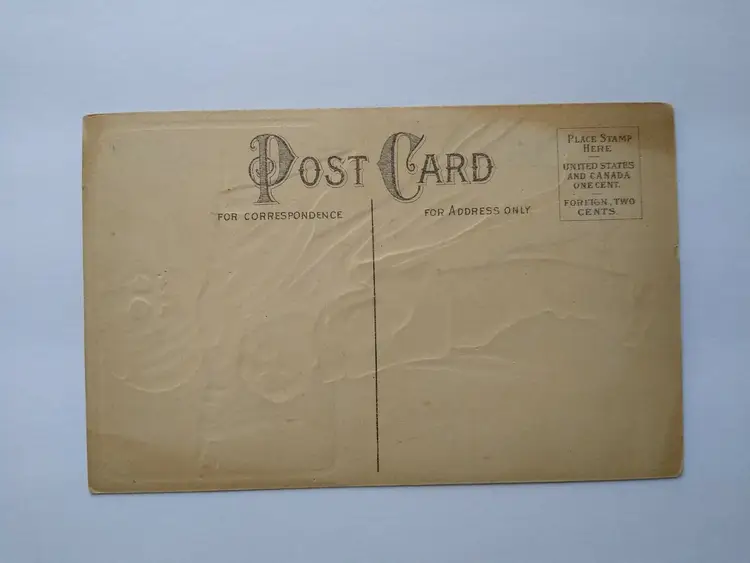 POST CARD
FOR CORRESPONDENCE
FOR ADDRESS ONLY
PLACE STAMP
HERE
UNITED STATES
AND CANADA
ONE CENT.
FOREIGN, TWO
CENTS.